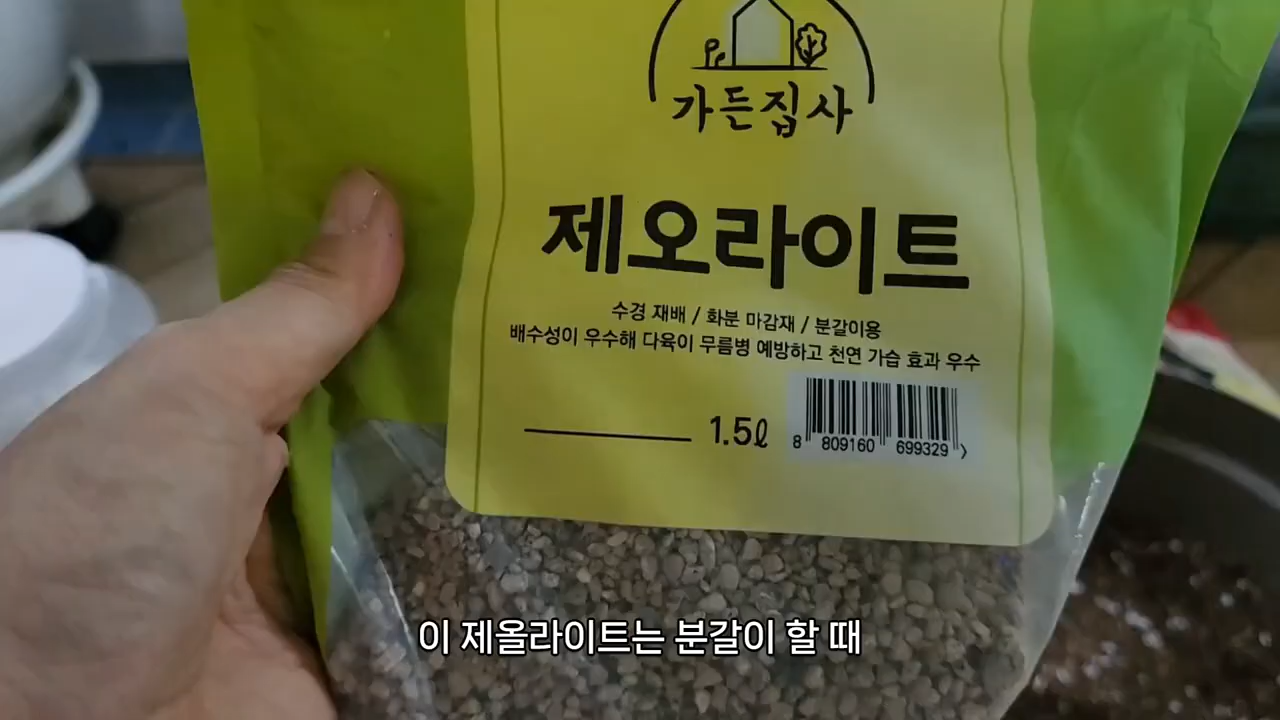 가든집사
제오라이트
수경 재배 / 화분 마감재 / 분갈이용
배수성이 우수해 다육이 무름병 예방하고 천연 가습 효과 우수
1.5ℓ
8 809160 699329 >
이 제올라이트는 분갈이 할 때